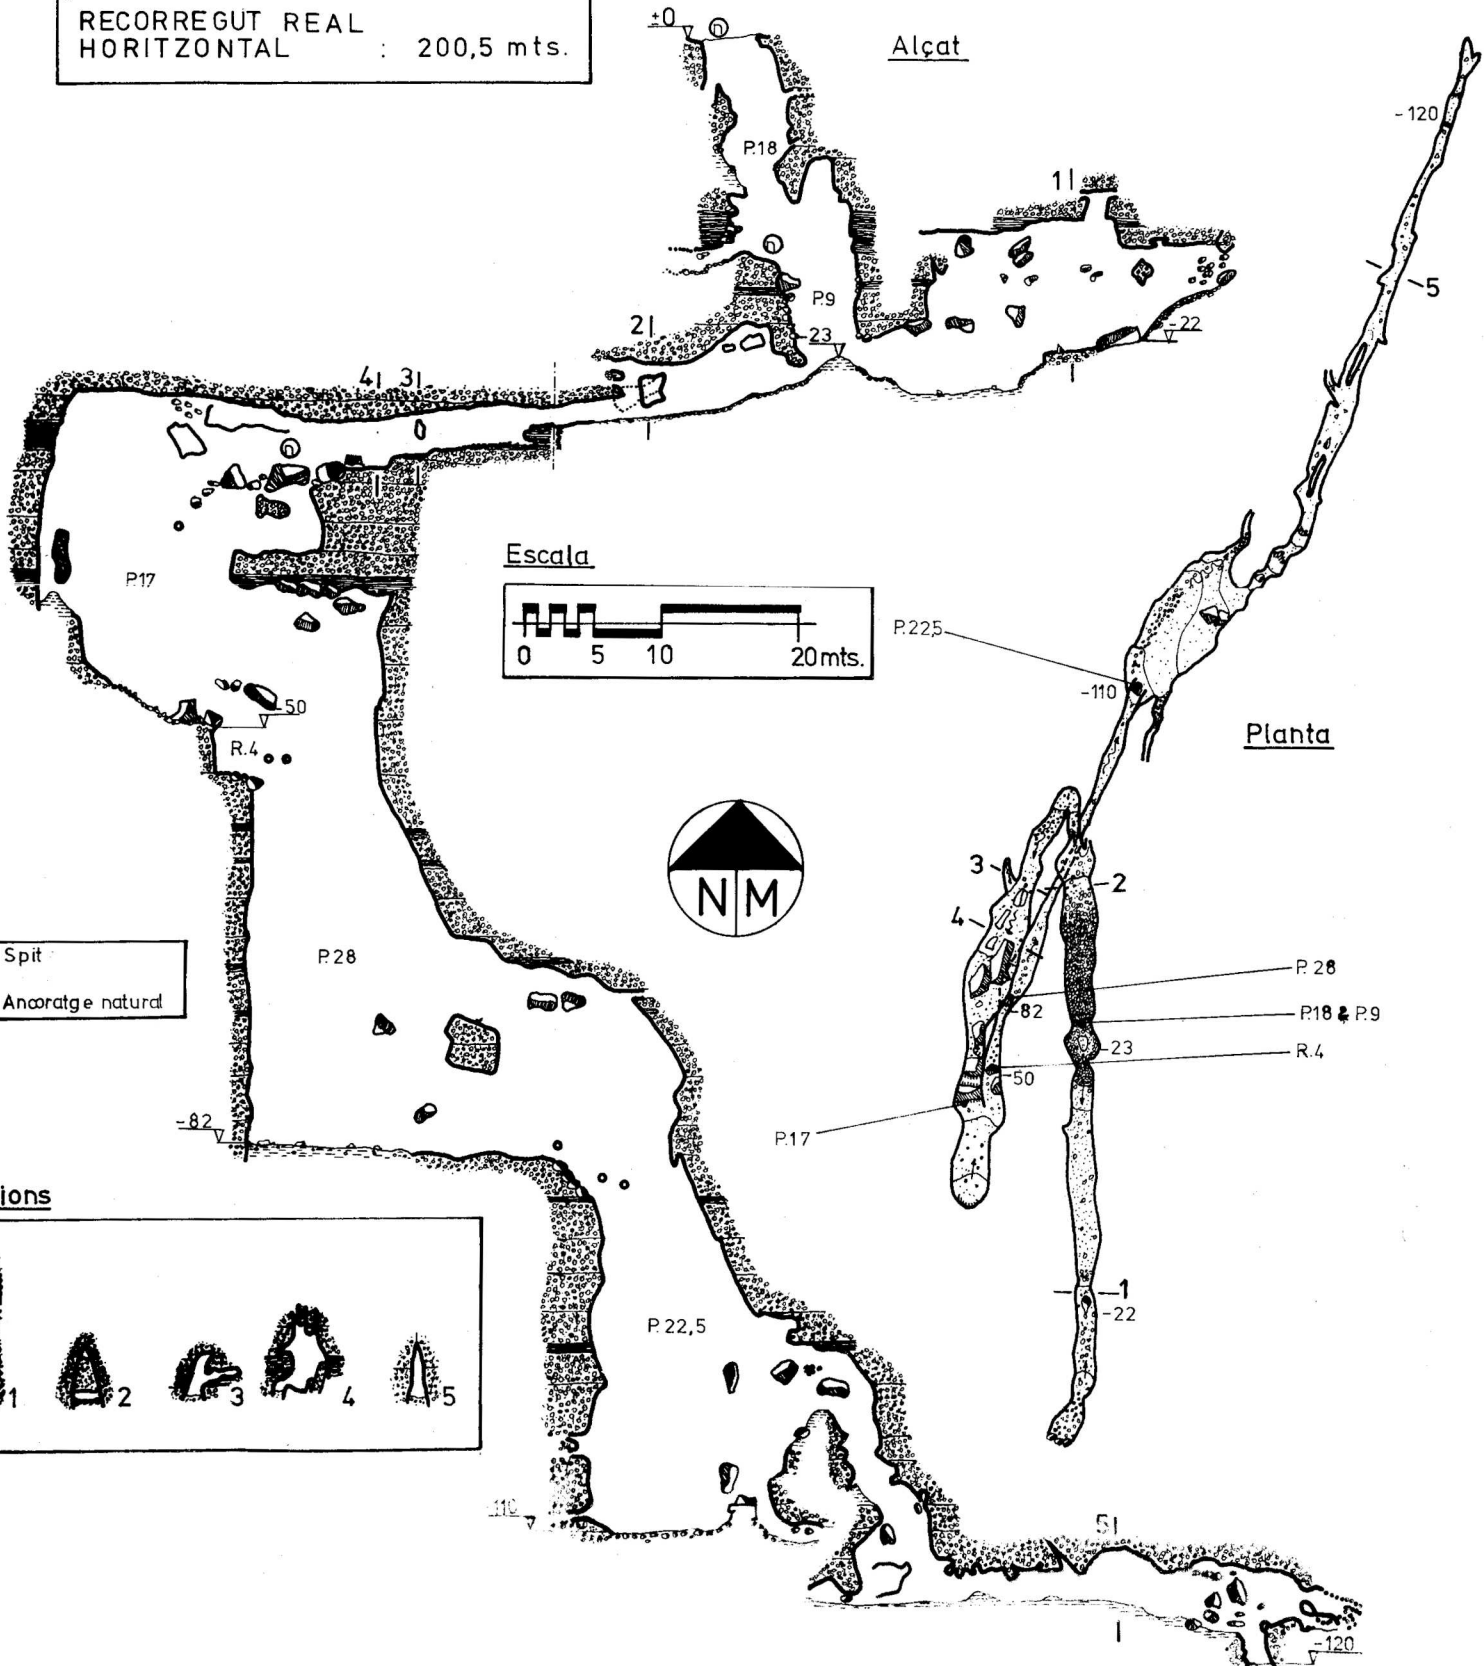 RECORREGUT REAL
HORITZONTAL : 200,5 mts.
±0
n
Alçat
-120
P.18
1
n
5
P.9
2
-23
-22
4 3
n
Escala
P.17
0 5 10 20 mts.
P.22,5
-110
-50
R.4
Planta
N M
3
2
4
Spit
Ancoratge natural
P.28
P.28
-82
P.18 & P.9
-23
R.4
-50
-82
P.17
ions
1
-22
P.22,5
1 2 3 4 5
-110
5
-120